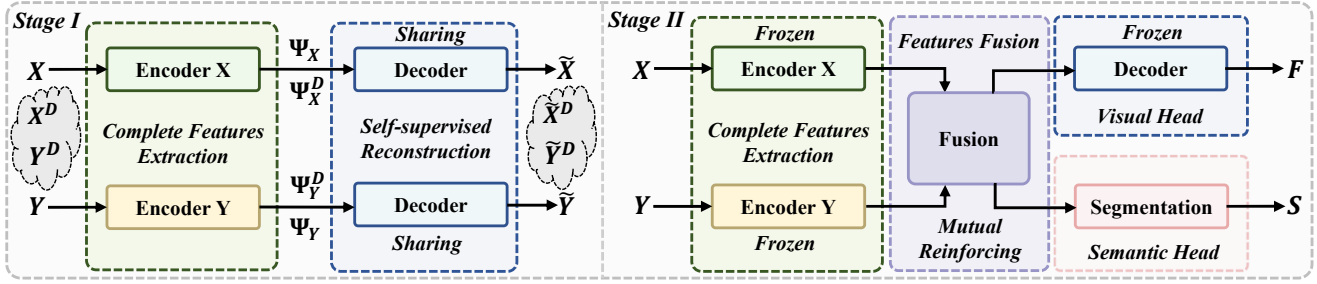 Stage I
X
X^D
Y^D
Y
Encoder X
Complete Features
Extraction
Encoder Y
Ψ_X
Ψ_X^D
Ψ_Y^D
Ψ_Y
Sharing
Decoder
Self-supervised
Reconstruction
Decoder
Sharing
X̃
X̃^D
Ỹ^D
Ỹ
Stage II
X
Y
Frozen
Encoder X
Complete Features
Extraction
Encoder Y
Frozen
Features Fusion
Fusion
Mutual
Reinforcing
Frozen
Decoder
Visual Head
F
Segmentation
Semantic Head
S